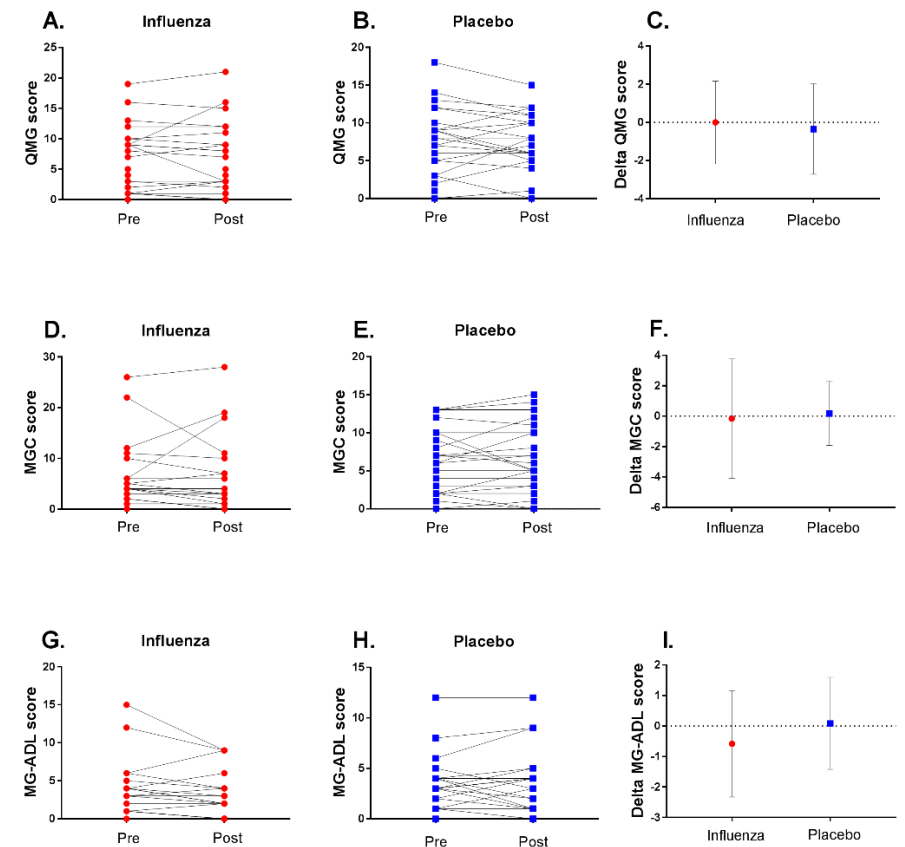 A.
Influenza
QMG score
25
20
15
10
5
0
Pre
Post
B.
Placebo
QMG score
20
15
10
5
0
Pre
Post
C.
Delta QMG score
4
2
0
-2
-4
Influenza
Placebo
D.
Influenza
MGC score
30
20
10
0
Pre
Post
E.
Placebo
MGC score
20
15
10
5
0
Pre
Post
F.
Delta MGC score
4
2
0
-2
-4
-6
Influenza
Placebo
G.
Influenza
MG-ADL score
20
15
10
5
0
Pre
Post
H.
Placebo
MG-ADL score
15
10
5
0
Pre
Post
I.
Delta MG-ADL score
2
1
0
-1
-2
-3
Influenza
Placebo